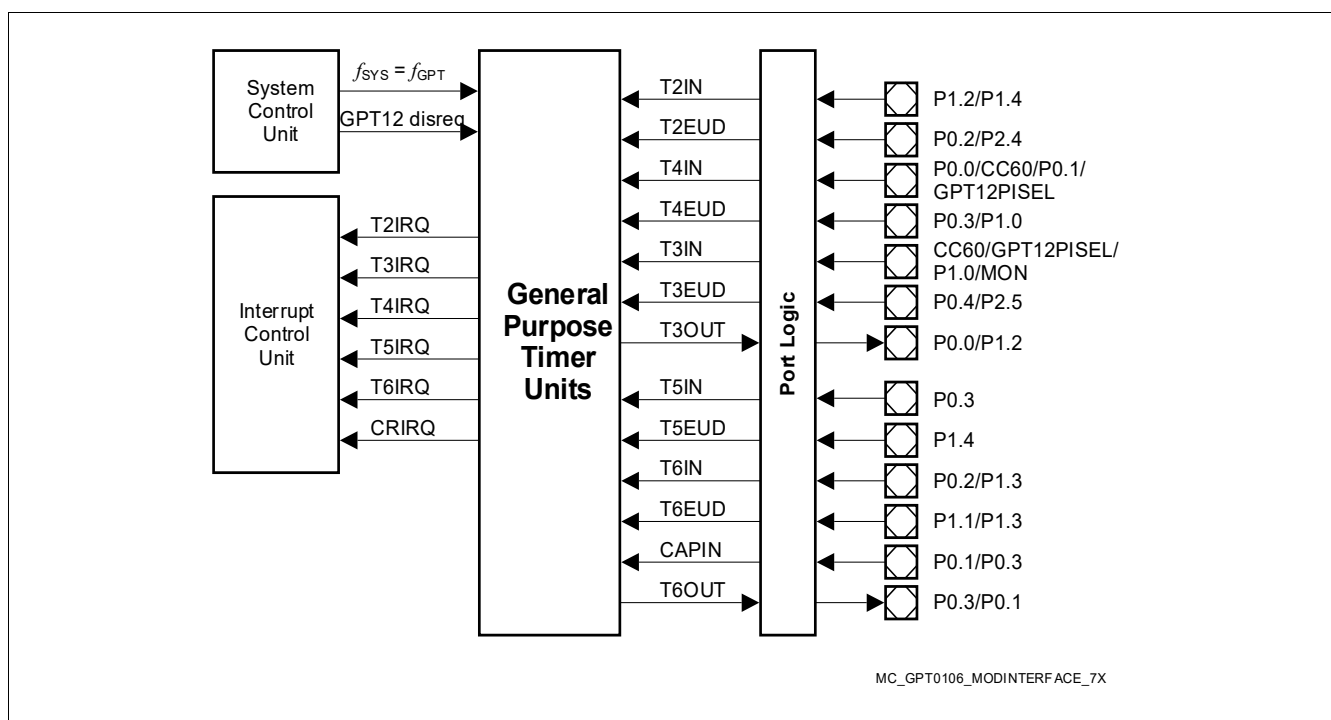 System
Control
Unit
fSYS = fGPT
GPT12 disreq
Interrupt
Control
Unit
T2IRQ
T3IRQ
T4IRQ
T5IRQ
T6IRQ
CRIRQ
General
Purpose
Timer
Units
T2IN
T2EUD
T4IN
T4EUD
T3IN
T3EUD
T3OUT
T5IN
T5EUD
T6IN
T6EUD
CAPIN
T6OUT
Port Logic
P1.2/P1.4
P0.2/P2.4
P0.0/CC60/P0.1/
GPT12PISEL
P0.3/P1.0
CC60/GPT12PISEL/
P1.0/MON
P0.4/P2.5
P0.0/P1.2
P0.3
P1.4
P0.2/P1.3
P1.1/P1.3
P0.1/P0.3
P0.3/P0.1
MC_GPT0106_MODINTERFACE_7X